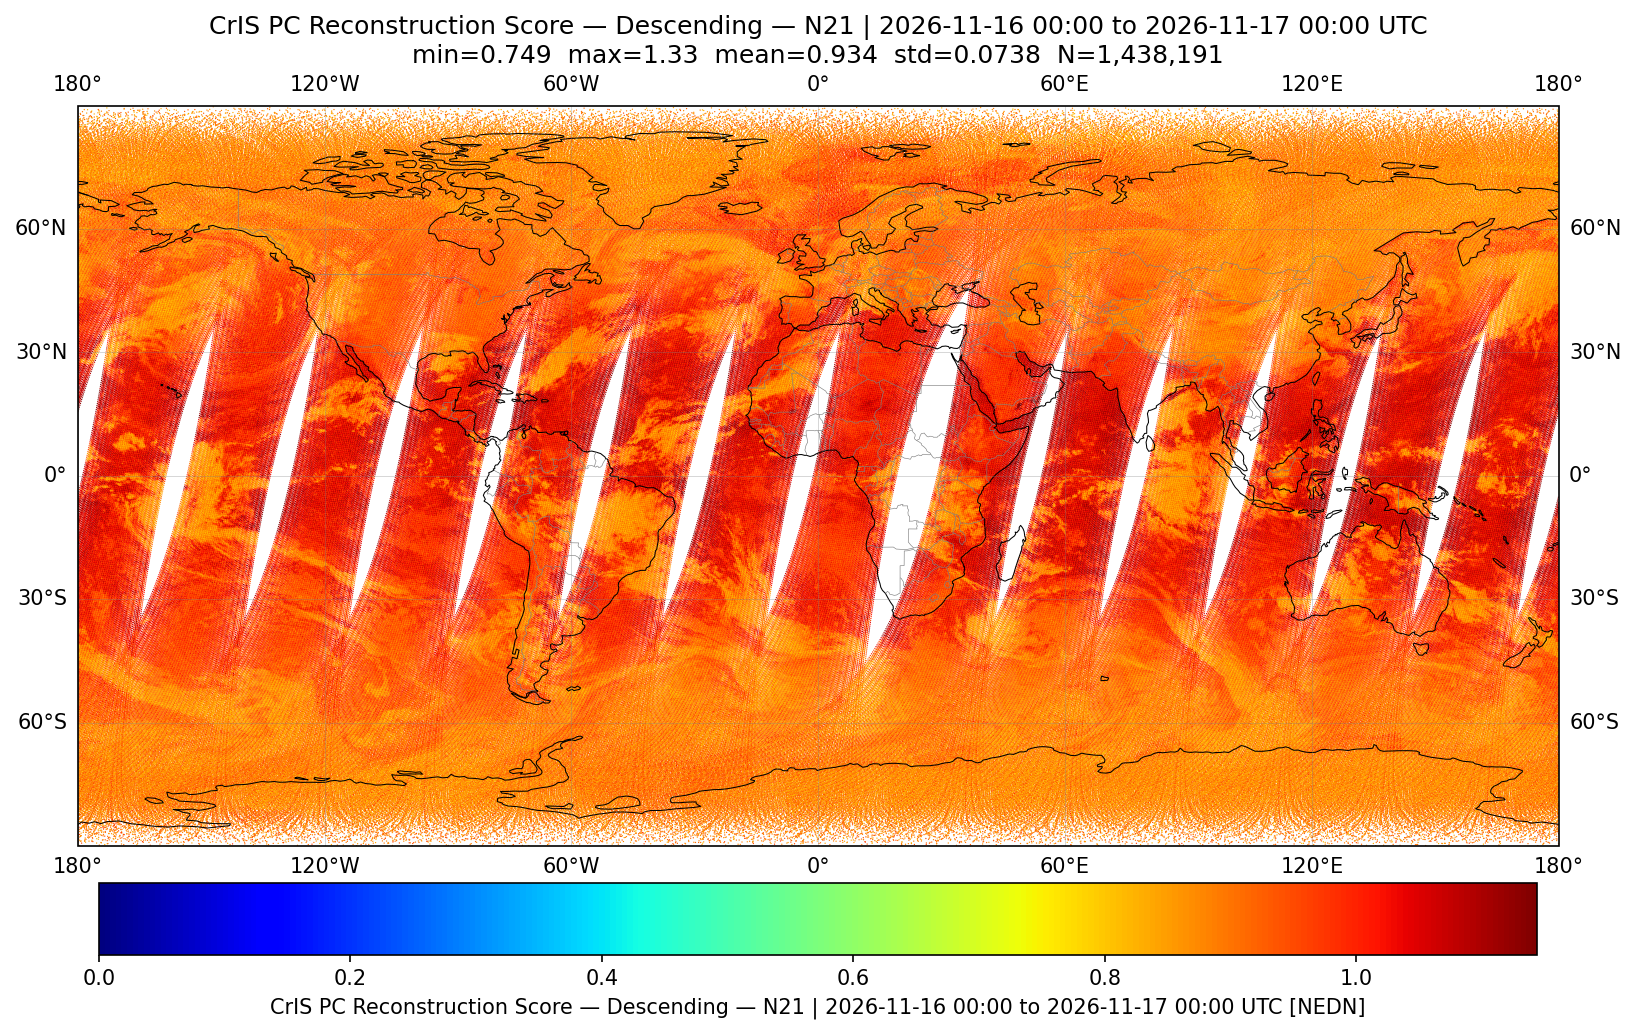 CrIS PC Reconstruction Score — Descending — N21 | 2026-11-16 00:00 to 2026-11-17 00:00 UTC
min=0.749  max=1.33  mean=0.934  std=0.0738  N=1,438,191
180° 120°W 60°W 0° 60°E 120°E 180°
60°N 60°N
30°N 30°N
0° 0°
30°S 30°S
60°S 60°S
180° 120°W 60°W 0° 60°E 120°E 180°
0.0 0.2 0.4 0.6 0.8 1.0
CrIS PC Reconstruction Score — Descending — N21 | 2026-11-16 00:00 to 2026-11-17 00:00 UTC [NEDN]